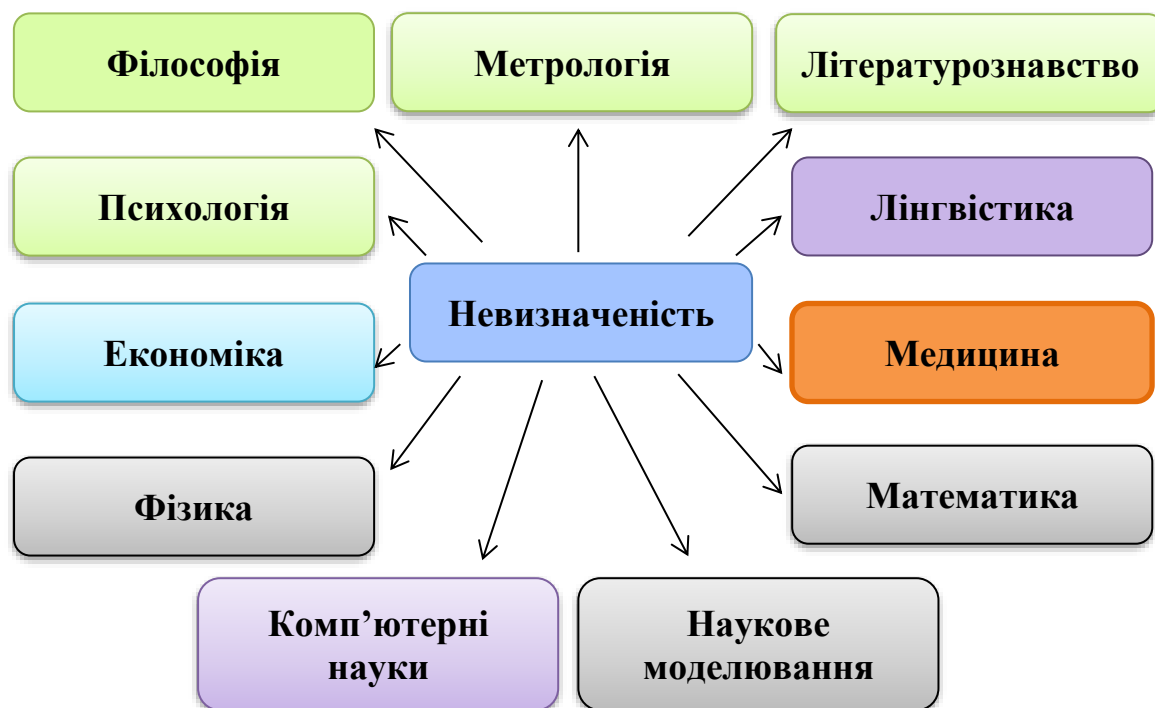 Філософія
Метрологія
Літературознавство
Психологія
Лінгвістика
Невизначеність
Економіка
Медицина
Фізика
Математика
Комп’ютерні
науки
Наукове
моделювання